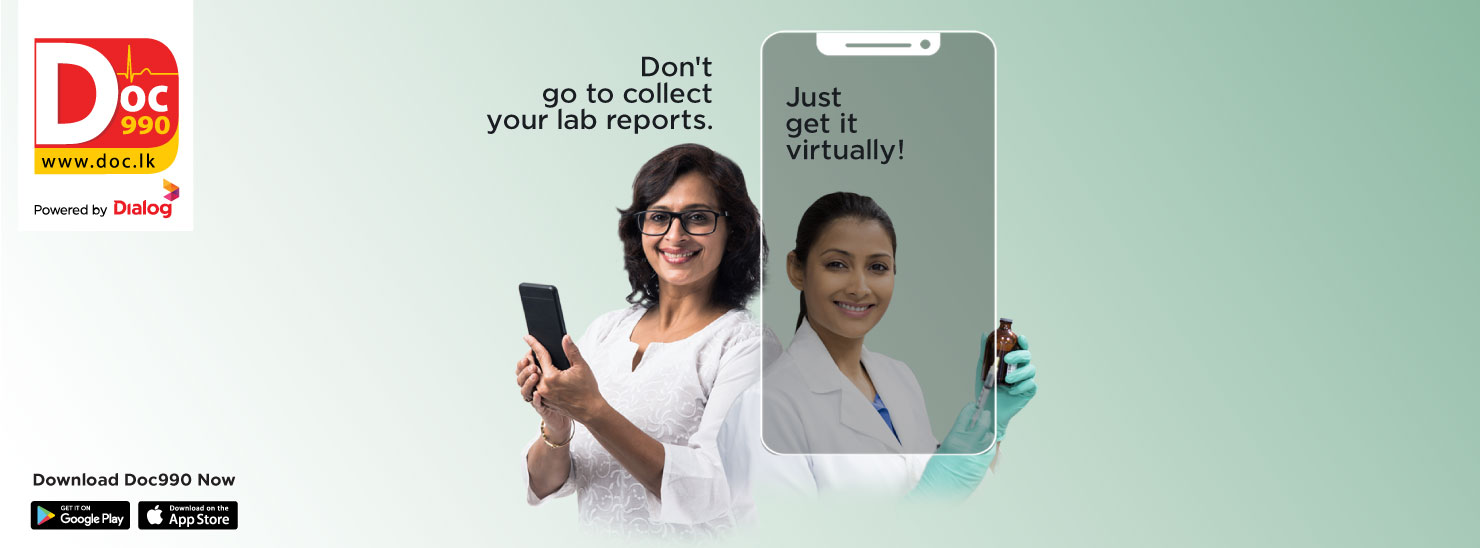 Doc
990
www.doc.lk
Powered by Dialog
Don't
go to collect
your lab reports.
Just
get it
virtually!
Download Doc990 Now
GET IT ON
Google Play
Download on the
App Store